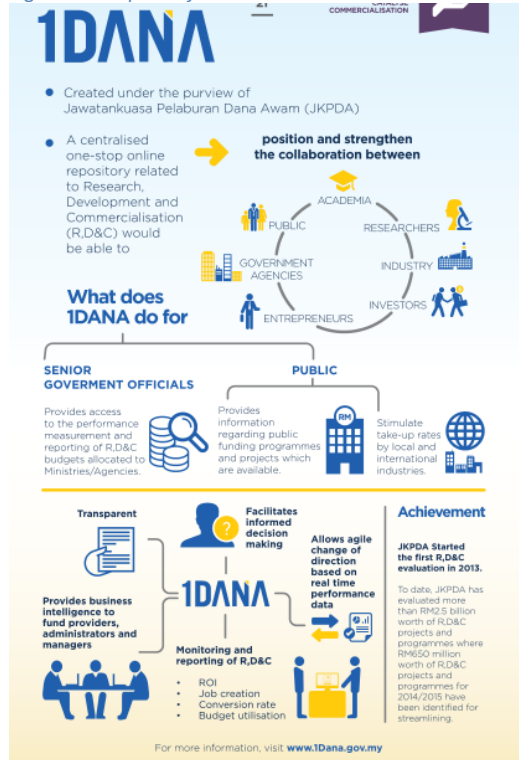 21
CATALYSE
COMMERCIALISATION
1DANA
• Created under the purview of
Jawatankuasa Pelaburan Dana Awam (JKPDA)
• A centralised
one-stop online
repository related
to Research,
Development and
Commercialisation
(R,D&C) would
be able to
position and strengthen
the collaboration between
ACADEMIA
RESEARCHERS
INDUSTRY
INVESTORS
ENTREPRENEURS
GOVERNMENT
AGENCIES
PUBLIC
What does
1DANA do for
SENIOR
GOVERMENT OFFICIALS
Provides access
to the performance
measurement and
reporting of R,D&C
budgets allocated to
Ministries/Agencies.
PUBLIC
Provides
information
regarding public
funding programmes
and projects which
are available.
RM
Stimulate
take-up rates
by local and
international
industries.
Transparent
Facilitates
informed
decision
making
?
Allows agile
change of
direction
based on
real time
performance
data
1DANA
Provides business
intelligence to
fund providers,
administrators and
managers
Monitoring and
reporting of R,D&C
• ROI
• Job creation
• Conversion rate
• Budget utilisation
Achievement
JKPDA Started
the first R,D&C
evaluation in 2013.
To date, JKPDA has
evaluated more
than RM2.5 billion
worth of R,D&C
projects and
programmes where
RM650 million
worth of R,D&C
projects and
programmes for
2014/2015 have
been identified for
streamlining.
For more information, visit www.1Dana.gov.my